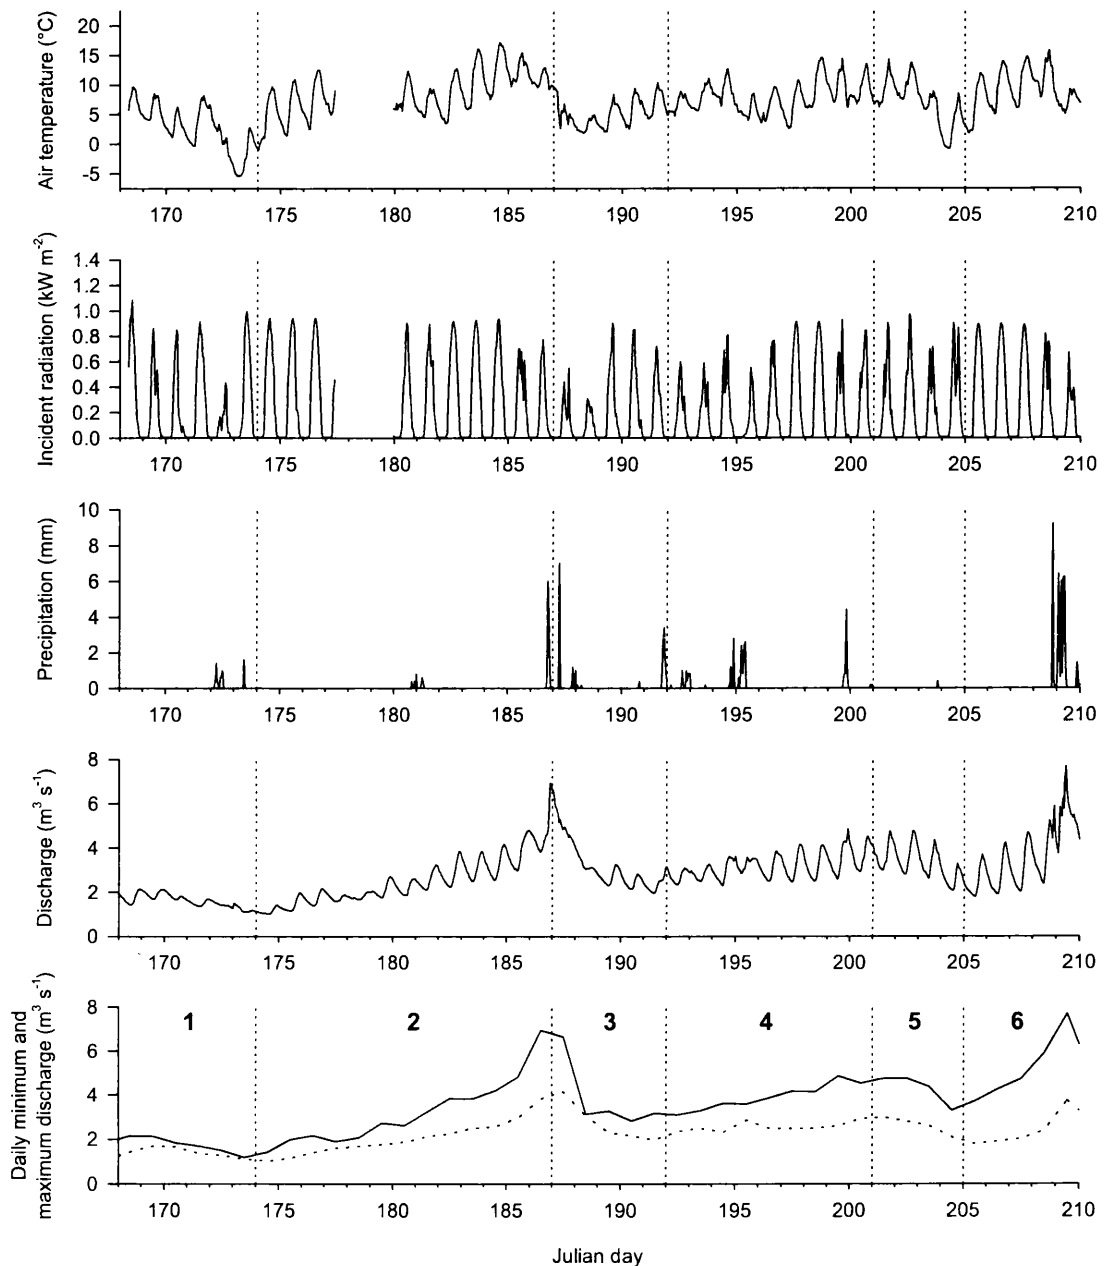 Air temperature (°C)
20
15
10
5
0
-5
170 175 180 185 190 195 200 205 210
Incident radiation (kW m-2)
1.4
1.2
1.0
0.8
0.6
0.4
0.2
0.0
170 175 180 185 190 195 200 205 210
Precipitation (mm)
10
8
6
4
2
0
170 175 180 185 190 195 200 205 210
Discharge (m3 s-1)
8
6
4
2
0
170 175 180 185 190 195 200 205 210
Daily minimum and
maximum discharge (m3 s-1)
8
6
4
2
0
1 2 3 4 5 6
170 175 180 185 190 195 200 205 210
Julian day